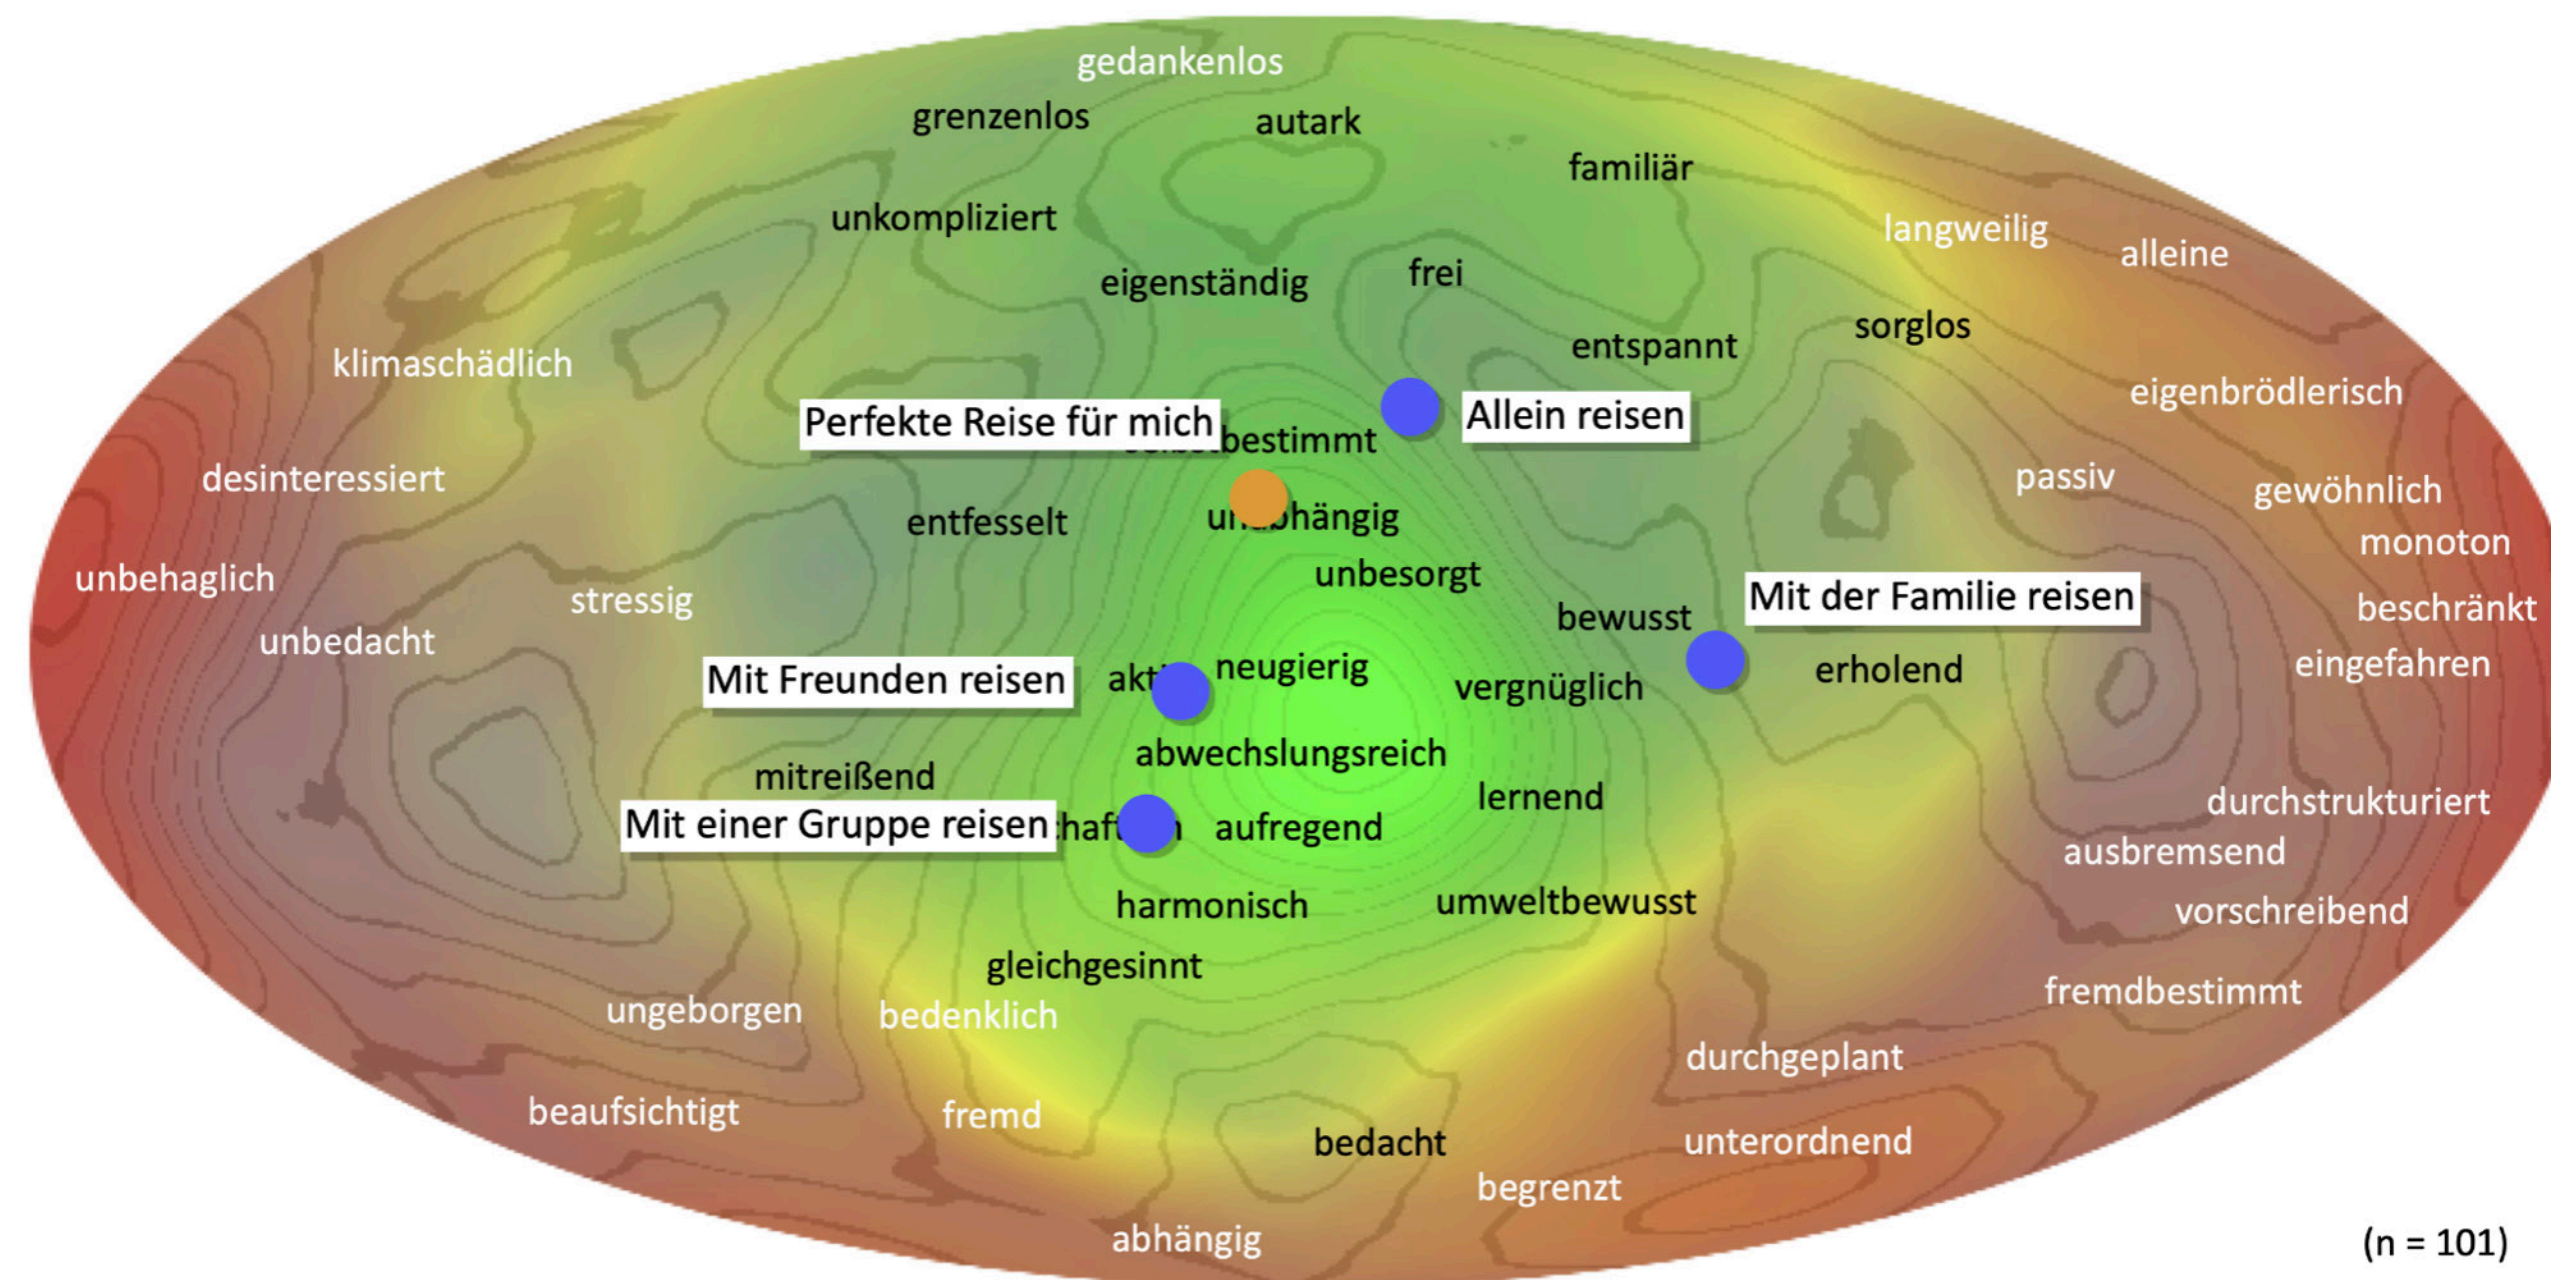 gedankenlos
grenzenlos
autark
familiär
unkompliziert
langweilig
alleine
eigenständig
frei
sorglos
entspannt
klimaschädlich
eigenbrödlerisch
Perfekte Reise für mich
bestimmt
Allein reisen
desinteressiert
passiv
gewöhnlich
entfesselt
monoton
unbesorgt
unbehaglich
stressig
Mit der Familie reisen
beschränkt
bewusst
unbedacht
eingefahren
Mit Freunden reisen
neugierig
vergnüglich
erholend
abwechslungsreich
mitreißend
lernend
durchstrukturiert
Mit einer Gruppe reisen
aufregend
ausbremsend
harmonisch
umweltbewusst
vorschreibend
gleichgesinnt
fremdbestimmt
ungeborgen
bedenklich
durchgeplant
beaufsichtigt
fremd
bedacht
unterordnend
begrenzt
abhängig
(n = 101)